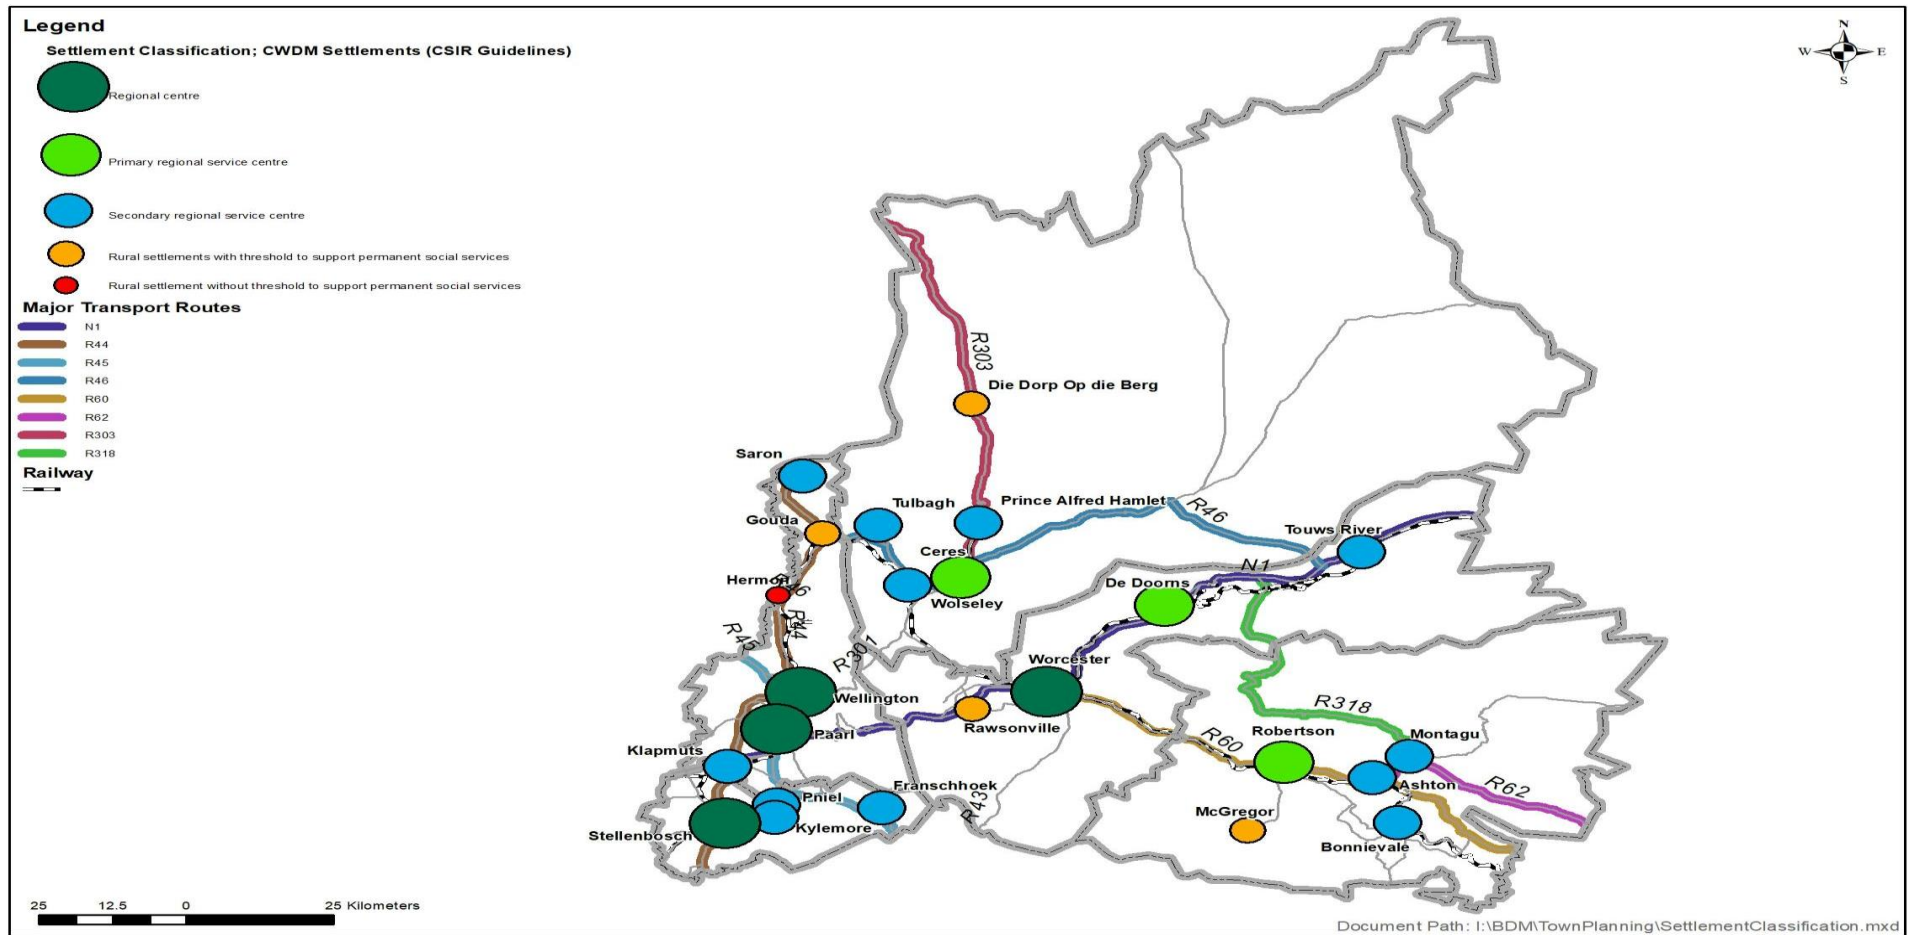 Legend
Settlement Classification; CWDM Settlements (CSIR Guidelines)
Regional centre
Primary regional service centre
Secondary regional service centre
Rural settlements with threshold to support permanent social services
Rural settlement without threshold to support permanent social services
Major Transport Routes
N1
R44
R45
R46
R60
R62
R303
R318
Railway
N
W E
S
R303
Die Dorp Op die Berg
Saron
Tulbagh
Prince Alfred Hamlet
R46
Gouda
Touws River
Ceres
N1
Hermon
De Doorns
Wolseley
R44
R45
R301
Worcester
Wellington
R318
Rawsonville
Paarl
R60
Robertson
Montagu
Klapmuts
Franschhoek
Ashton
R62
Pniel
R43
McGregor
Stellenbosch
Kylemore
Bonnievale
25 12.5 0 25 Kilometers
Document Path: I:\BDM\TownPlanning\SettlementClassification.mxd